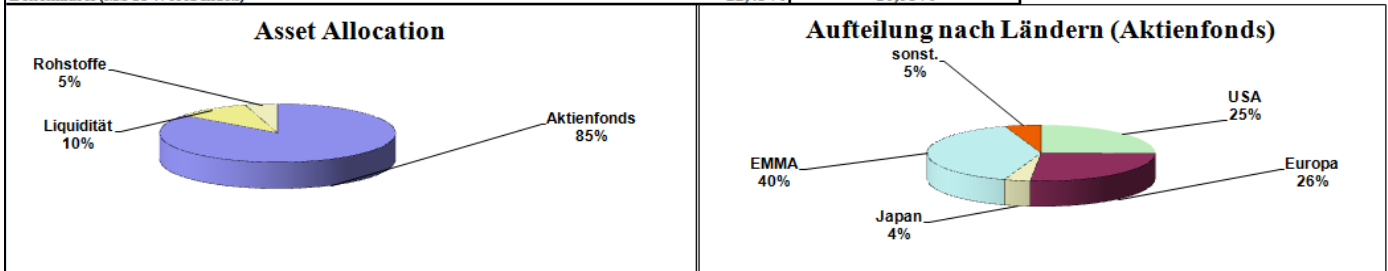 Asset Allocation
Rohstoffe
5%
Liquidität
10%
Aktienfonds
85%
Aufteilung nach Ländern (Aktienfonds)
sonst.
5%
USA
25%
EMMA
40%
Europa
26%
Japan
4%